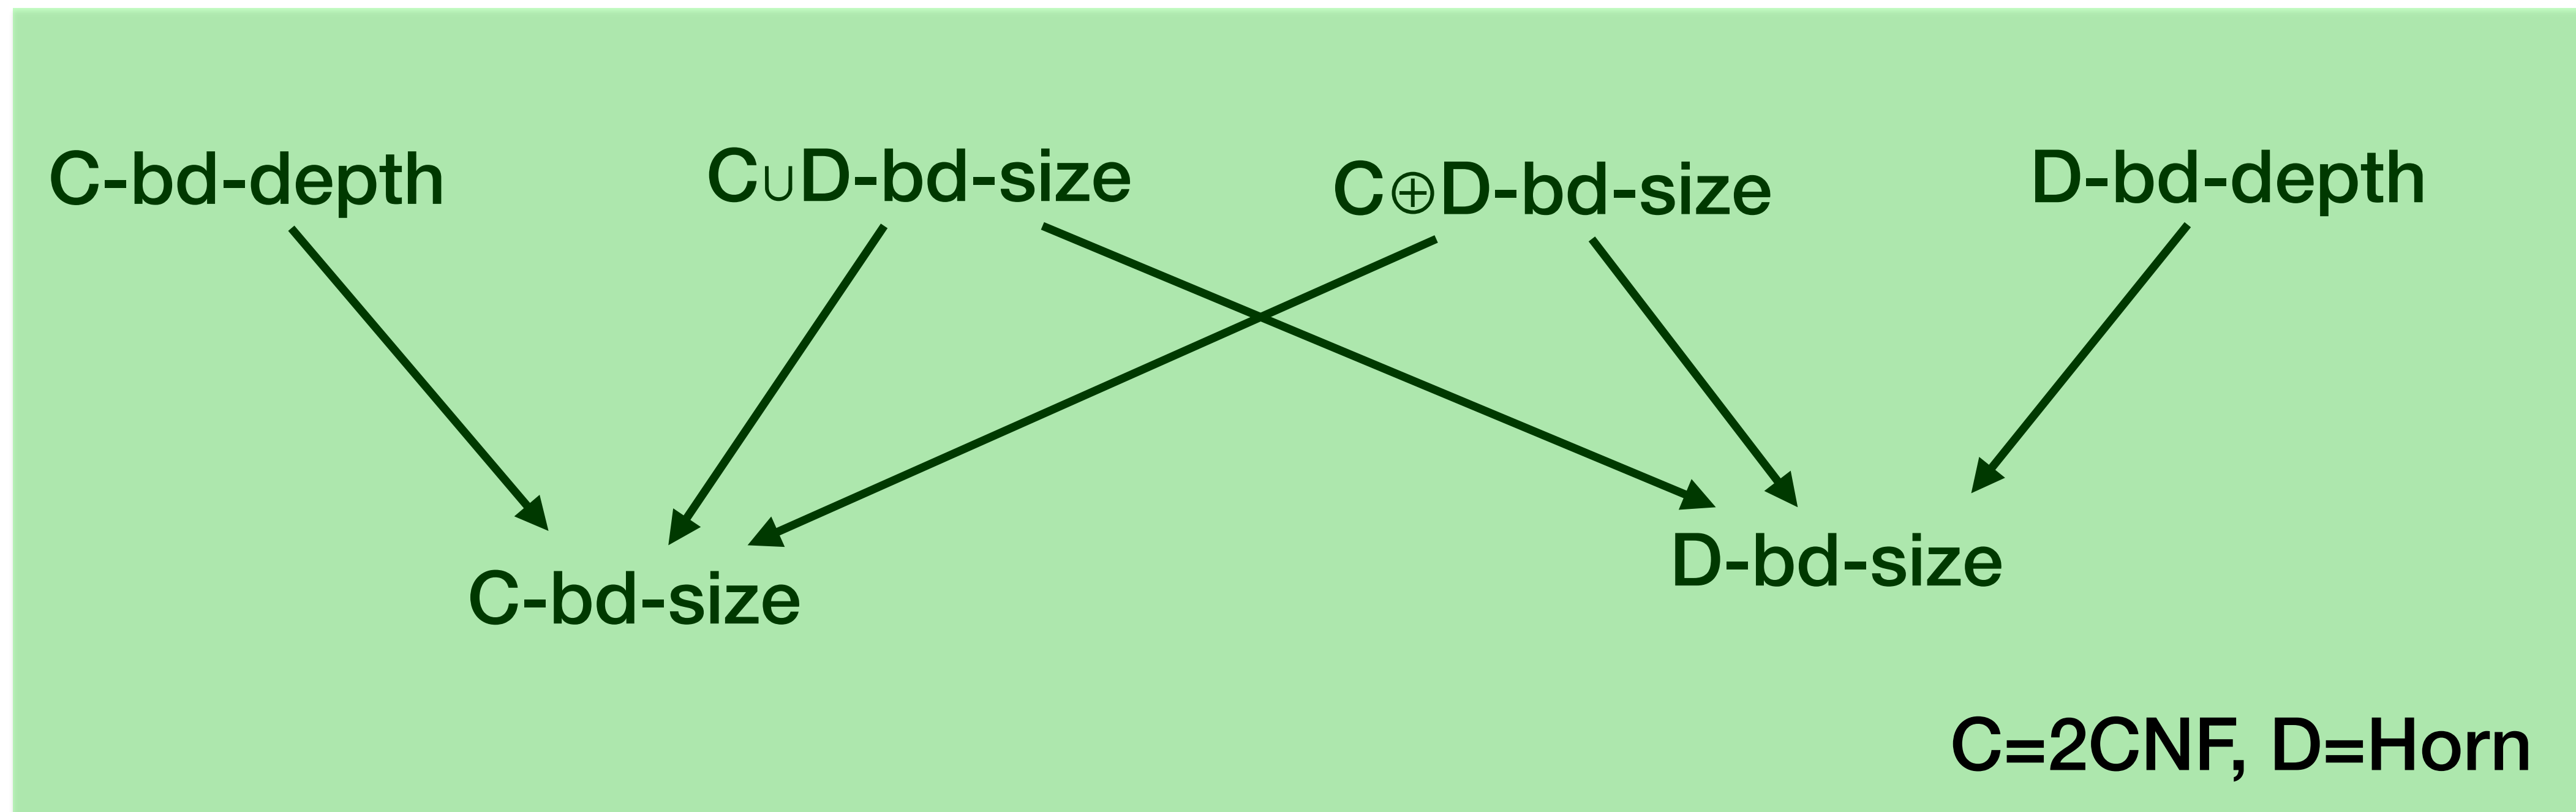 C-bd-depth
C∪D-bd-size
C⊕D-bd-size
D-bd-depth
C-bd-size
D-bd-size
C=2CNF, D=Horn